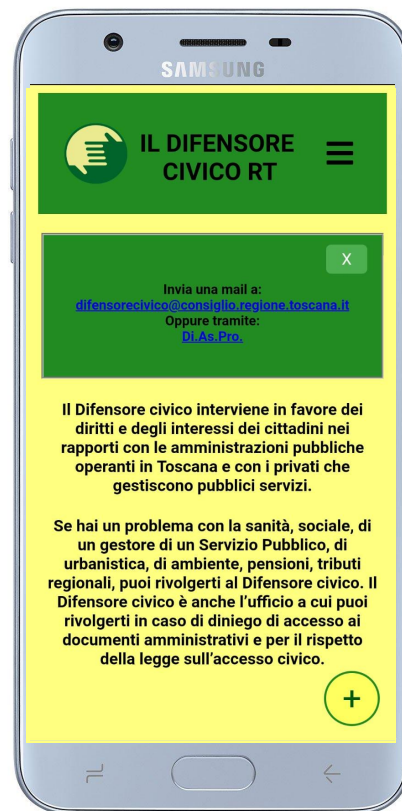 SAMSUNG
IL DIFENSORE
CIVICO RT
X
Invia una mail a:
difensorecivico@consiglio.regione.toscana.it
Oppure tramite:
Di.As.Pro.
Il Difensore civico interviene in favore dei
diritti e degli interessi dei cittadini nei
rapporti con le amministrazioni pubbliche
operanti in Toscana e con i privati che
gestiscono pubblici servizi.
Se hai un problema con la sanità, sociale, di
un gestore di un Servizio Pubblico, di
urbanistica, di ambiente, pensioni, tributi
regionali, puoi rivolgerti al Difensore civico. Il
Difensore civico è anche l’ufficio a cui puoi
rivolgerti in caso di diniego di accesso ai
documenti amministrativi e per il rispetto
della legge sull’accesso civico.
+